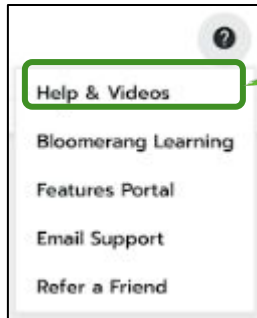 ?
Help & Videos
Bloomerang Learning
Features Portal
Email Support
Refer a Friend